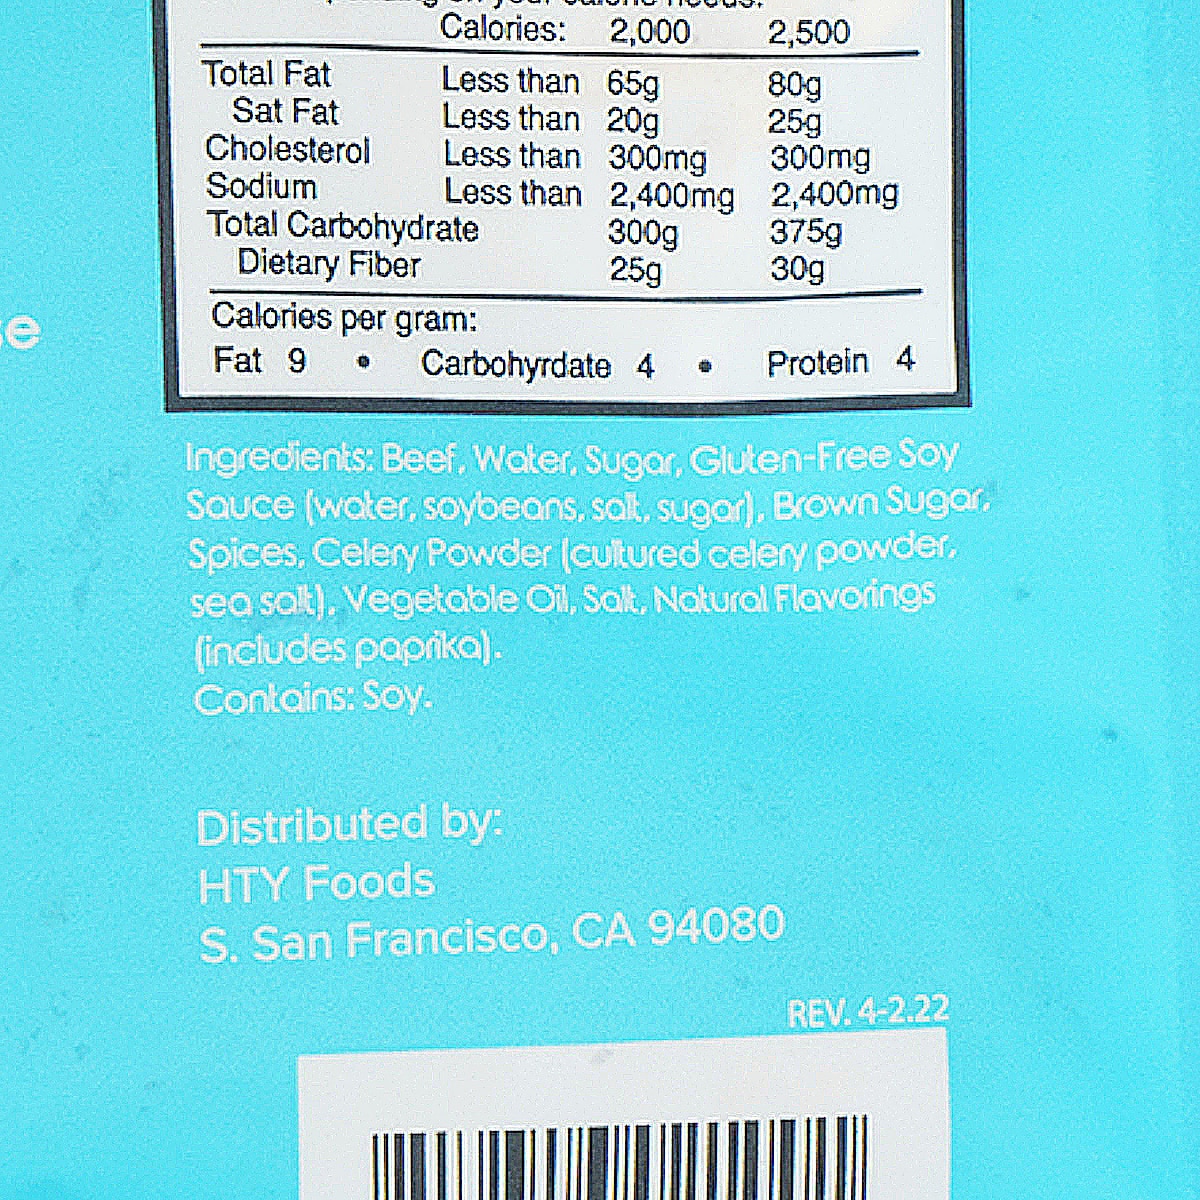 on your calorie needs:
Calories: 2,000 2,500
Total Fat Less than 65g 80g
Sat Fat Less than 20g 25g
Cholesterol Less than 300mg 300mg
Sodium Less than 2,400mg 2,400mg
Total Carbohydrate 300g 375g
Dietary Fiber 25g 30g
Calories per gram:
Fat 9 • Carbohyrdate 4 • Protein 4
Ingredients: Beef, Water, Sugar, Gluten-Free Soy
Sauce (water, soybeans, salt, sugar), Brown Sugar,
Spices, Celery Powder (cultured celery powder,
sea salt), Vegetable Oil, Salt, Natural Flavorings
(includes paprika).
Contains: Soy.
Distributed by:
HTY Foods
S. San Francisco, CA 94080
REV. 4-2.22